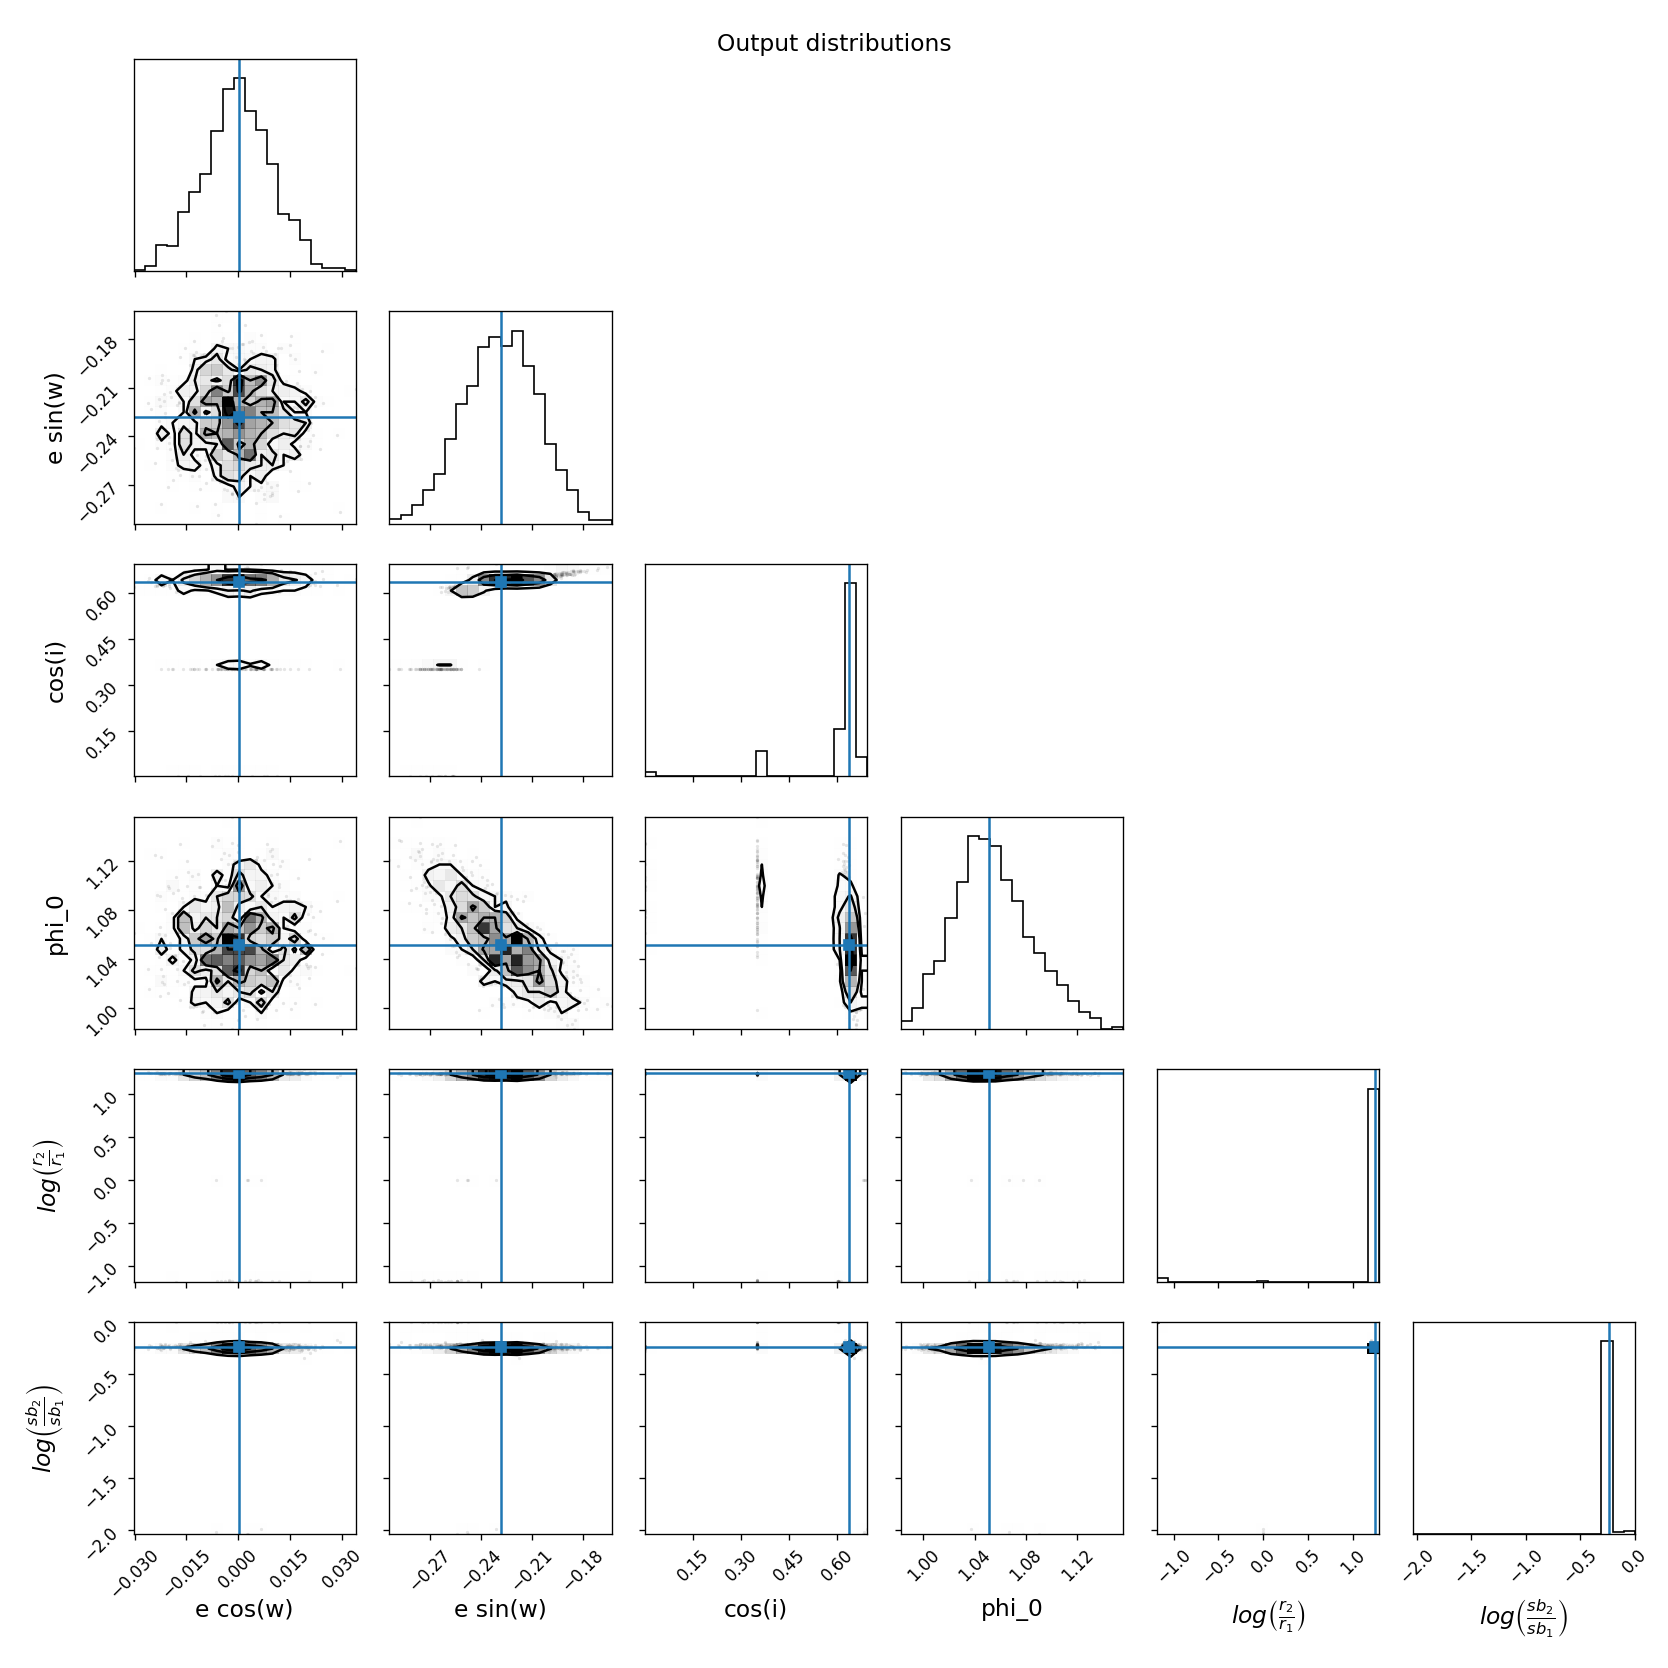 Output distributions
e sin(w)
−0.18
−0.21
−0.24
−0.27
cos(i)
0.60
0.45
0.30
0.15
phi_0
1.12
1.08
1.04
1.00
log(r2/r1)
1.0
0.5
0.0
−0.5
−1.0
log(sb2/sb1)
0.0
−0.5
−1.0
−1.5
−2.0
−0.030 −0.015 0.000 0.015 0.030 −0.27 −0.24 −0.21 −0.18 0.15 0.30 0.45 0.60 1.00 1.04 1.08 1.12 −1.0 −0.5 0.0 0.5 1.0 −2.0 −1.5 −1.0 −0.5 0.0
e cos(w) e sin(w) cos(i) phi_0 log(r2/r1) log(sb2/sb1)